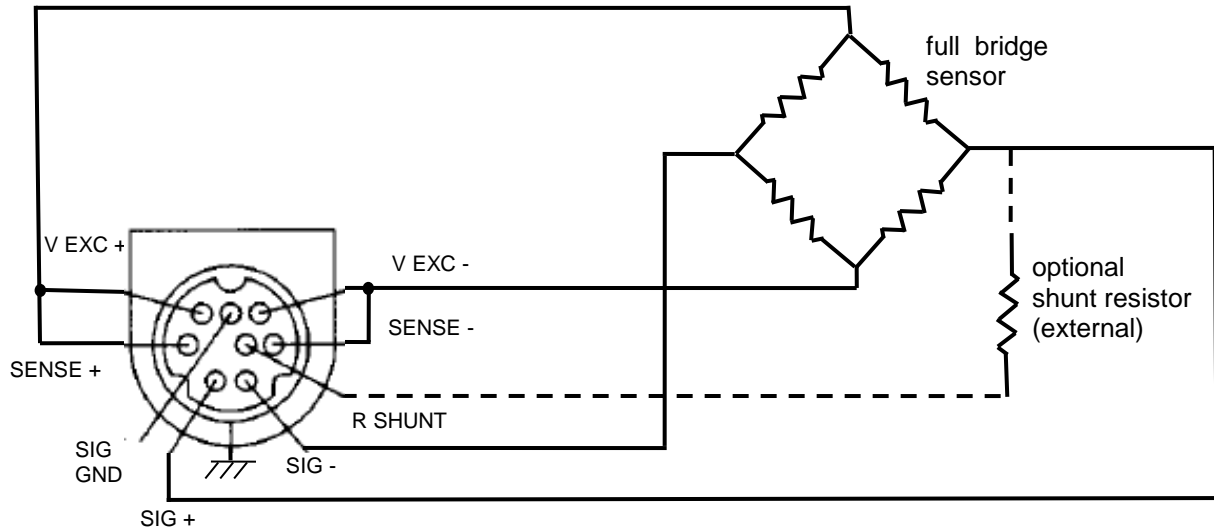 full bridge
sensor
V EXC +
V EXC -
optional
shunt resistor
(external)
SENSE -
SENSE +
R SHUNT
SIG
GND
SIG -
SIG +